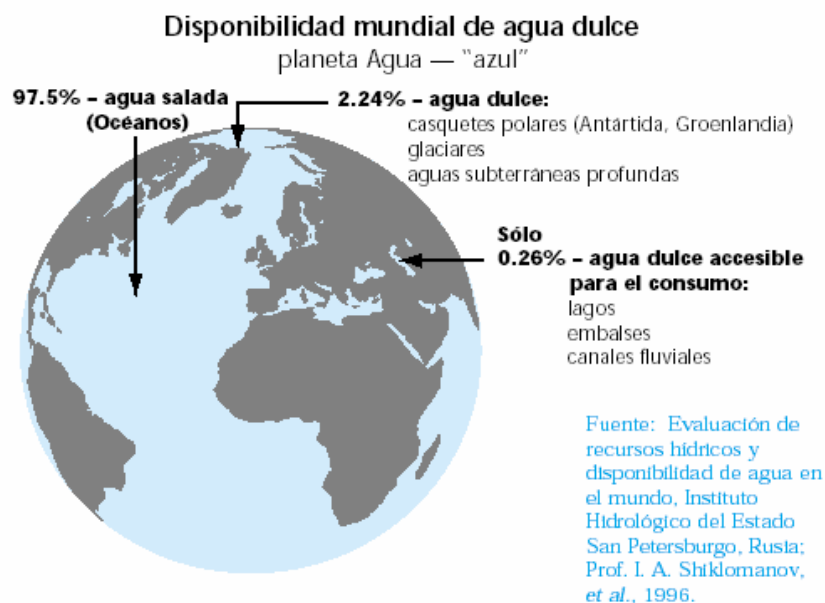 Disponibilidad mundial de agua dulce
planeta Agua — “azul”
97.5% – agua salada
(Océanos)
2.24% – agua dulce:
casquetes polares (Antártida, Groenlandia)
glaciares
aguas subterráneas profundas
Sólo
0.26% – agua dulce accesible
para el consumo:
lagos
embalses
canales fluviales
Fuente: Evaluación de
recursos hídricos y
disponibilidad de agua en
el mundo, Instituto
Hidrológico del Estado
San Petersburgo, Rusia;
Prof. I. A. Shiklomanov,
et al., 1996.